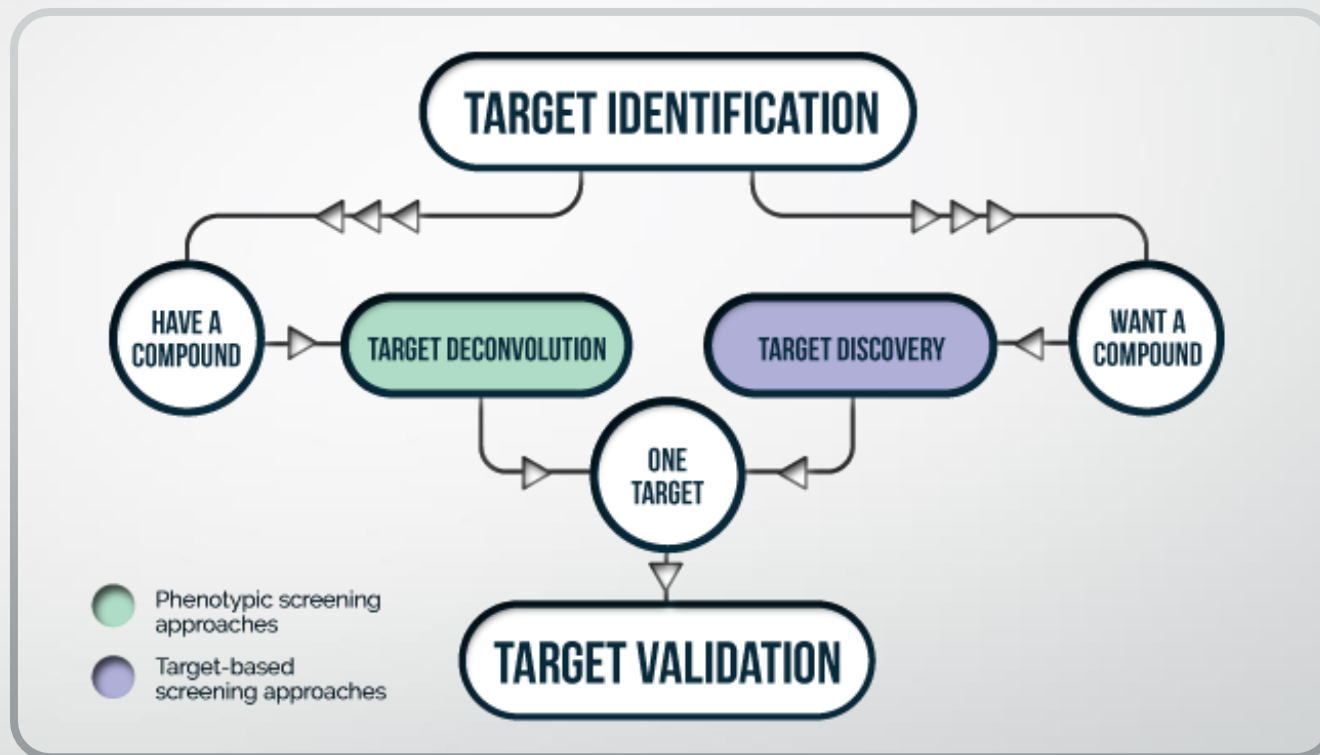 TARGET IDENTIFICATION
HAVE A
COMPOUND
TARGET DECONVOLUTION
TARGET DISCOVERY
WANT A
COMPOUND
ONE
TARGET
Phenotypic screening
approaches
Target-based
screening approaches
TARGET VALIDATION